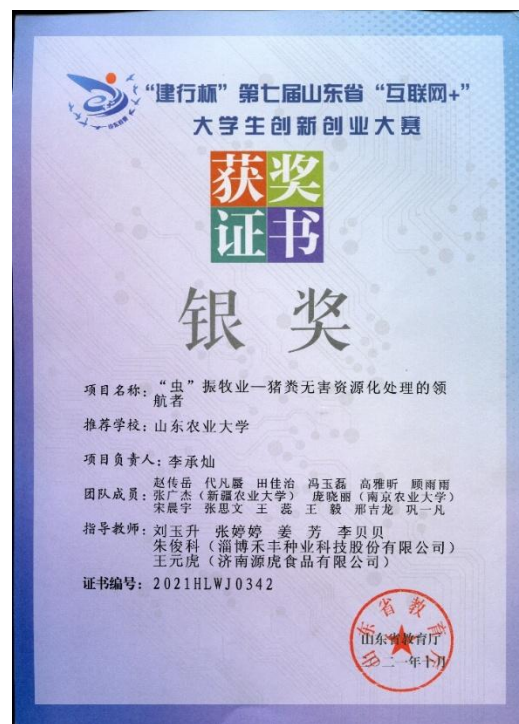 “建行杯”第七届山东省“互联网+”
大学生创新创业大赛
获奖
证书
银 奖
项目名称：“虫”振牧业—猪粪无害资源化处理的领
航者
推荐学校：山东农业大学
项目负责人：李承灿
赵传岳 代凡 田佳治 冯玉磊 高雅昕 顾雨雨
团队成员：张广杰（新疆农业大学） 庞晓丽（南京农业大学）
宋晨宇 张思文 王 蕊 王 毅 邢吉龙 巩一凡
指导教师：刘玉升 张婷婷 姜 芳 李贝贝
朱俊科（淄博禾丰种业科技股份有限公司）
王元虎（济南源虎食品有限公司）
证书编号：2021HLWJ0342
山东省教育厅
山东省教育厅
二〇二一年十月